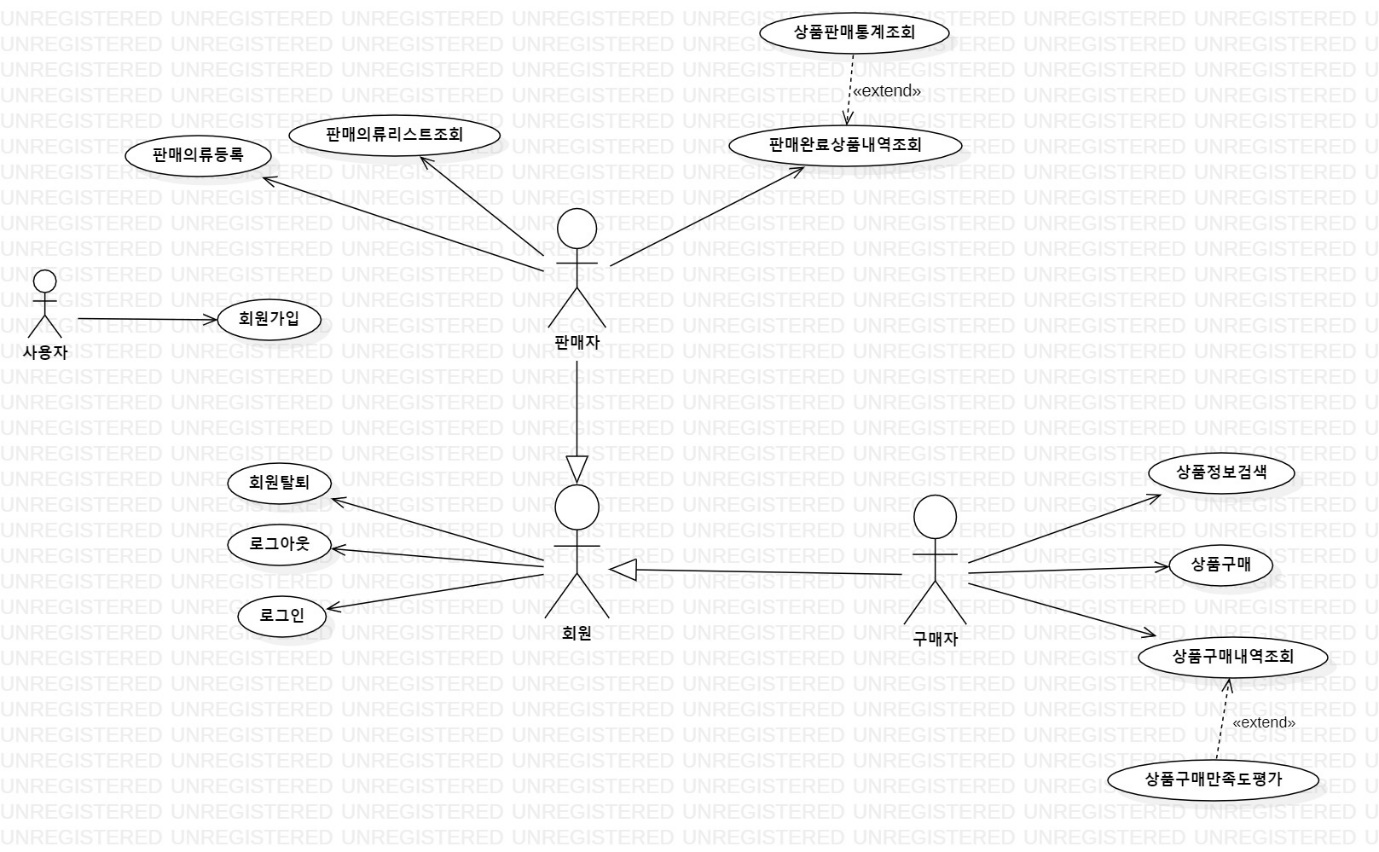 상품판매통계조회
«extend»
판매의류리스트조회
판매완료상품내역조회
판매의류등록
회원가입
사용자
판매자
회원탈퇴
상품정보검색
로그아웃
상품구매
로그인
회원
구매자
상품구매내역조회
«extend»
상품구매만족도평가
UNREGISTERED